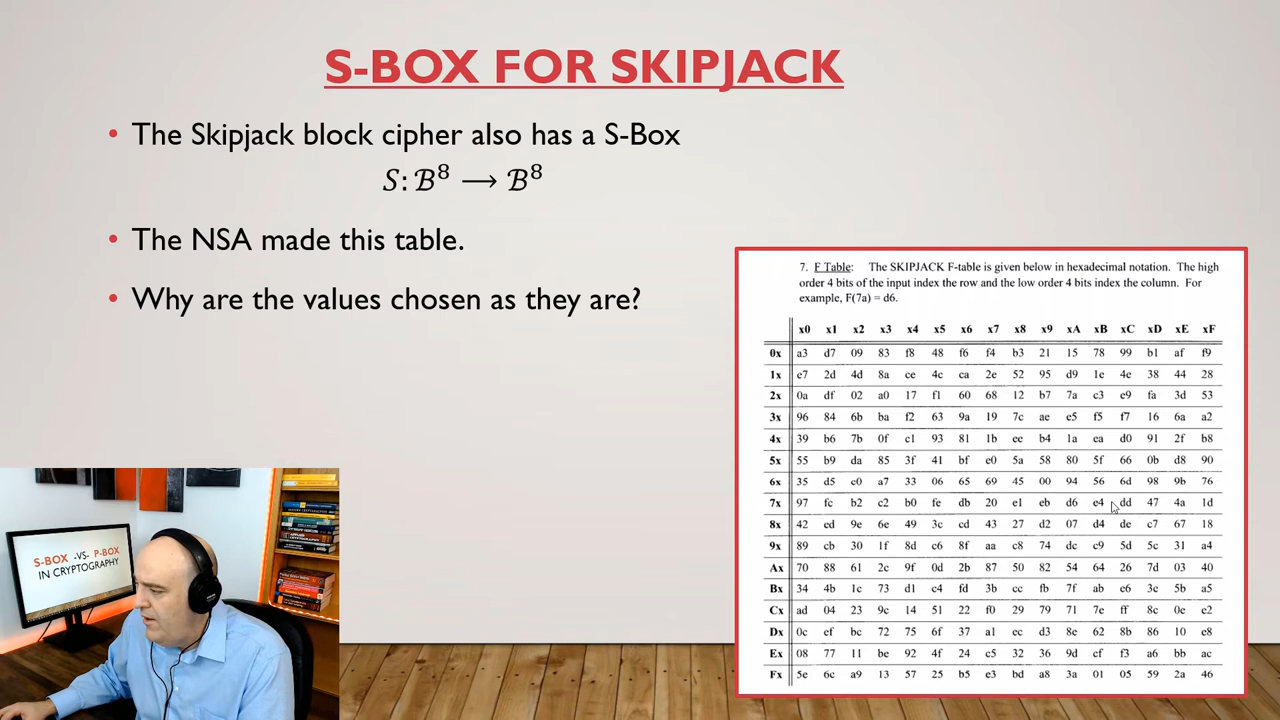 S-BOX FOR SKIPJACK
• The Skipjack block cipher also has a S-Box
S: ℬ⁸ ⟶ ℬ⁸
• The NSA made this table.
• Why are the values chosen as they are?
7. F Table: The SKIPJACK F-table is given below in hexadecimal notation. The high
order 4 bits of the input index the row and the low order 4 bits index the column. For
example, F(7a) = d6.
x0 x1 x2 x3 x4 x5 x6 x7 x8 x9 xA xB xC xD xE xF
0x a3 d7 09 83 f8 48 f6 f4 b3 21 15 78 99 b1 af f9
1x e7 2d 4d 8a ce 4c ca 2e 52 95 d9 1e 4e 38 44 28
2x 0a df 02 a0 17 f1 60 68 12 b7 7a c3 e9 fa 3d 53
3x 96 84 6b ba f2 63 9a 19 7c ae e5 f5 f7 16 6a a2
4x 39 b6 7b 0f c1 93 81 1b ee b4 1a ea d0 91 2f b8
5x 55 b9 da 85 3f 41 bf e0 5a 58 80 5f 66 0b d8 90
6x 35 d5 c0 a7 33 06 65 69 45 00 94 56 6d 98 9b 76
7x 97 fc b2 c2 b0 fe db 20 e1 eb d6 e4 dd 47 4a 1d
8x 42 ed 9e 6e 49 3c cd 43 27 d2 07 d4 de c7 67 18
9x 89 cb 30 1f 8d c6 8f aa c8 74 dc c9 5d 5c 31 a4
Ax 70 88 61 2c 9f 0d 2b 87 50 82 54 64 26 7d 03 40
Bx 34 4b 1c 73 d1 c4 fd 3b cc fb 7f ab e6 3e 5b a5
Cx ad 04 23 9c 14 51 22 f0 29 79 71 7e ff 8c 0e e2
Dx 0c ef bc 72 75 6f 37 a1 ec d3 8e 62 8b 86 10 e8
Ex 08 77 11 be 92 4f 24 c5 32 36 9d cf f3 a6 bb ac
Fx 5e 6c a9 13 57 25 b5 e3 bd a8 3a 01 05 59 2a 46
S-BOX -VS- P-BOX
IN CRYPTOGRAPHY